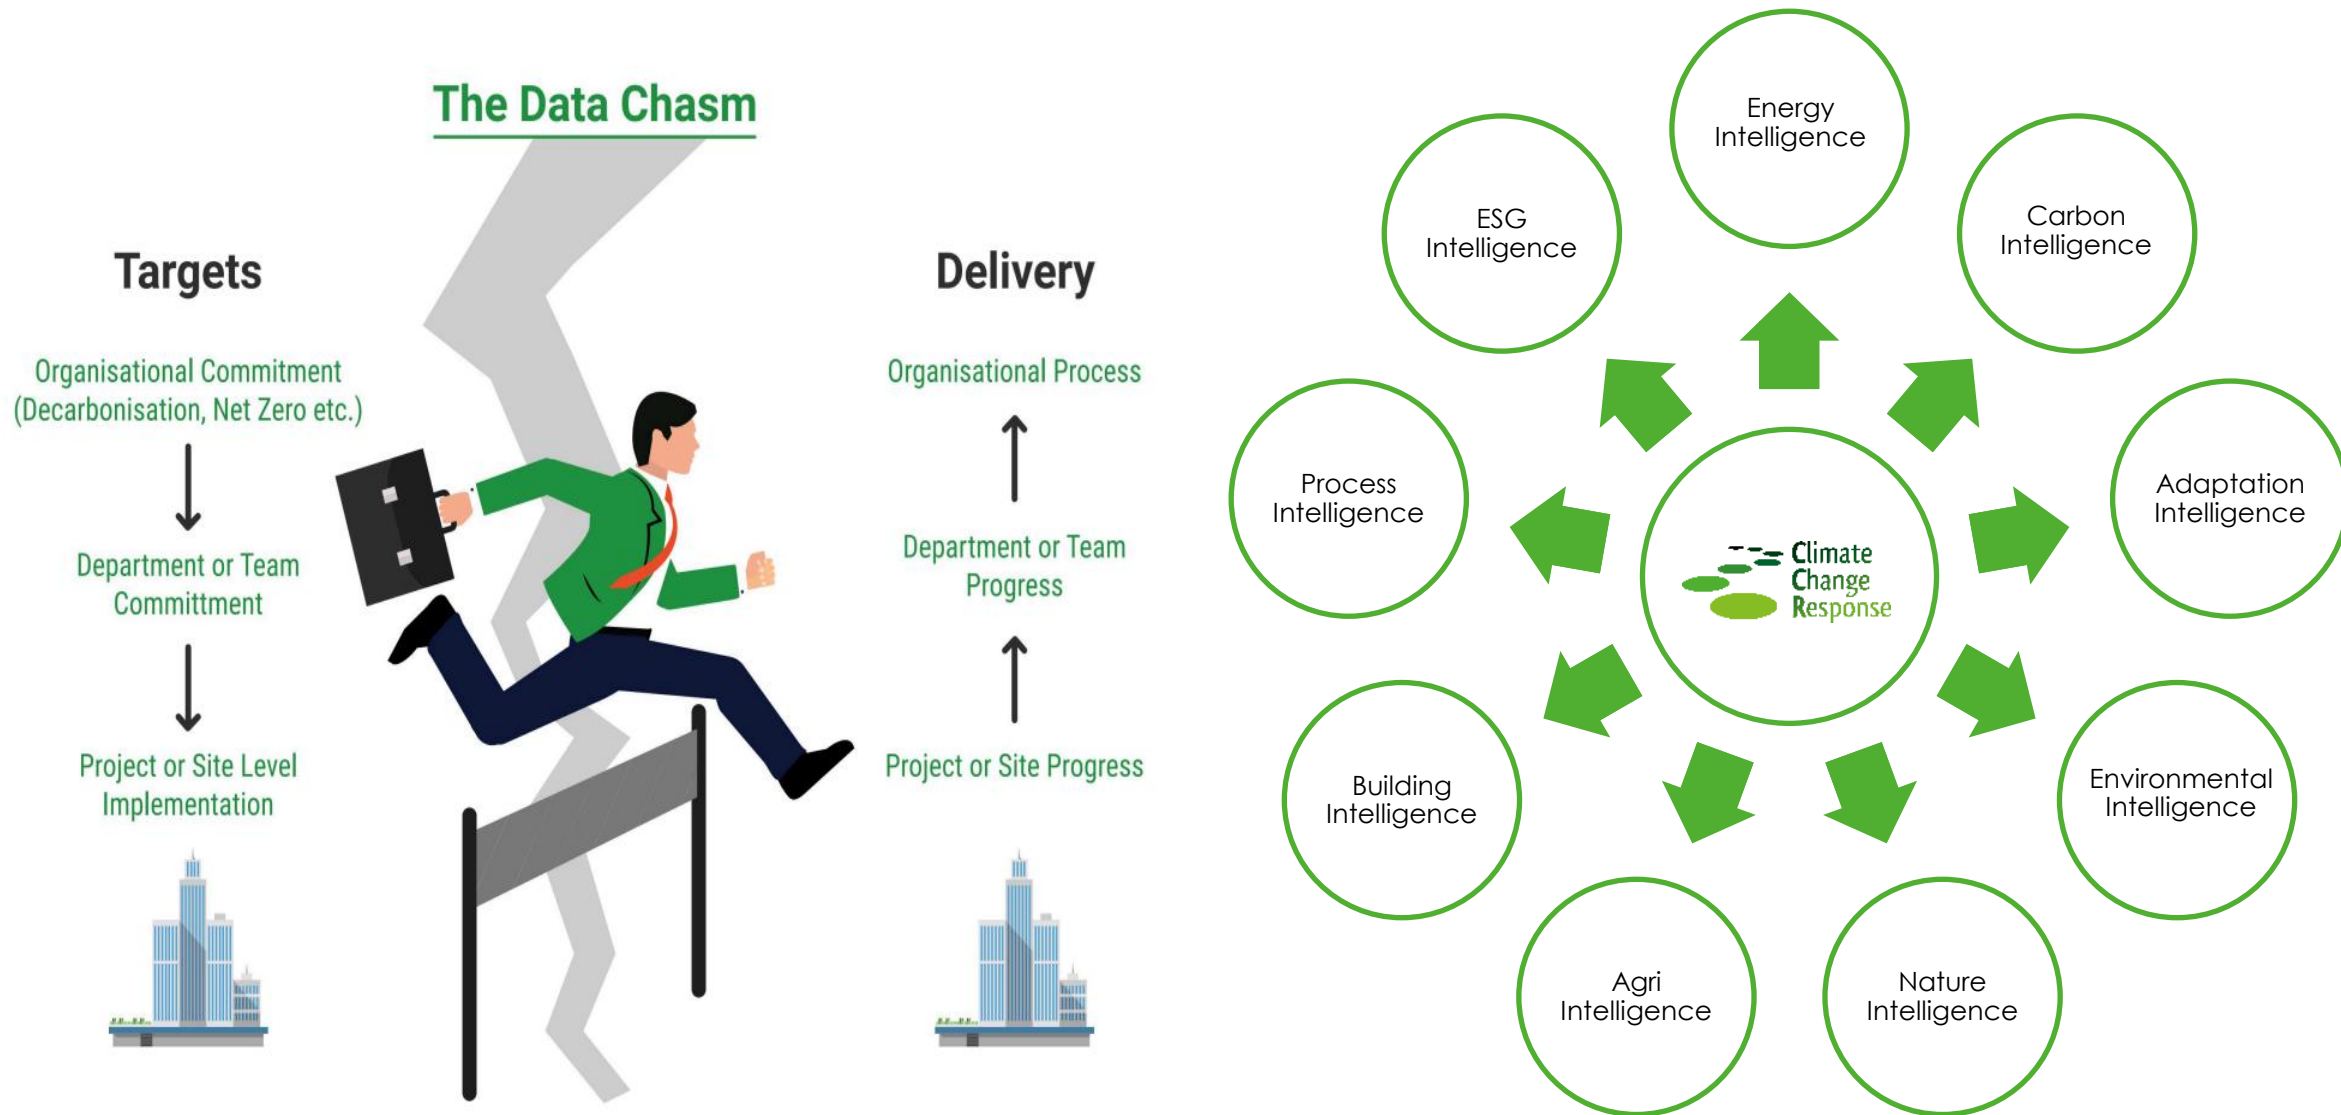 The Data Chasm
Targets
Organisational Commitment
(Decarbonisation, Net Zero etc.)
Department or Team
Committment
Project or Site Level
Implementation
Delivery
Organisational Process
Department or Team
Progress
Project or Site Progress
Energy
Intelligence
Carbon
Intelligence
Adaptation
Intelligence
Environmental
Intelligence
Nature
Intelligence
Agri
Intelligence
Building
Intelligence
Process
Intelligence
ESG
Intelligence
Climate
Change
Response